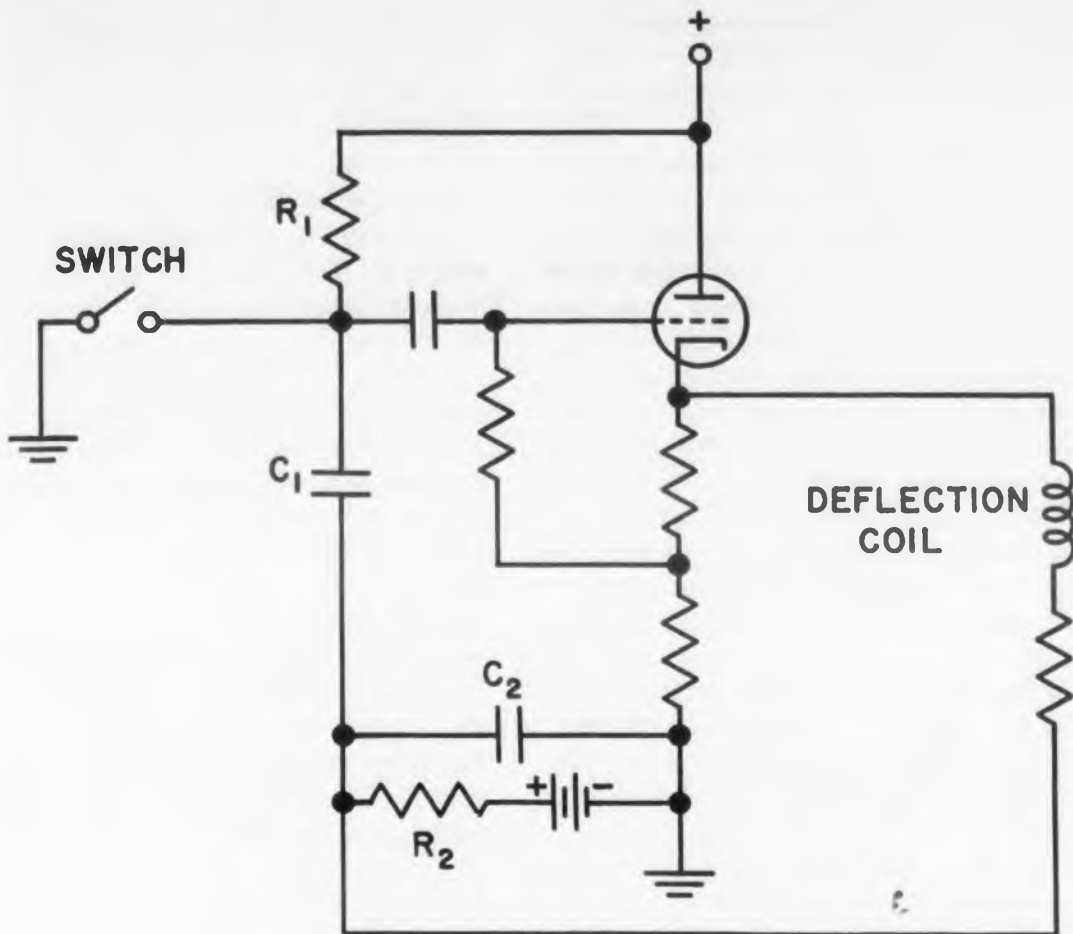 +
R1
SWITCH
C1
DEFLECTION
COIL
C2
+ -
R2